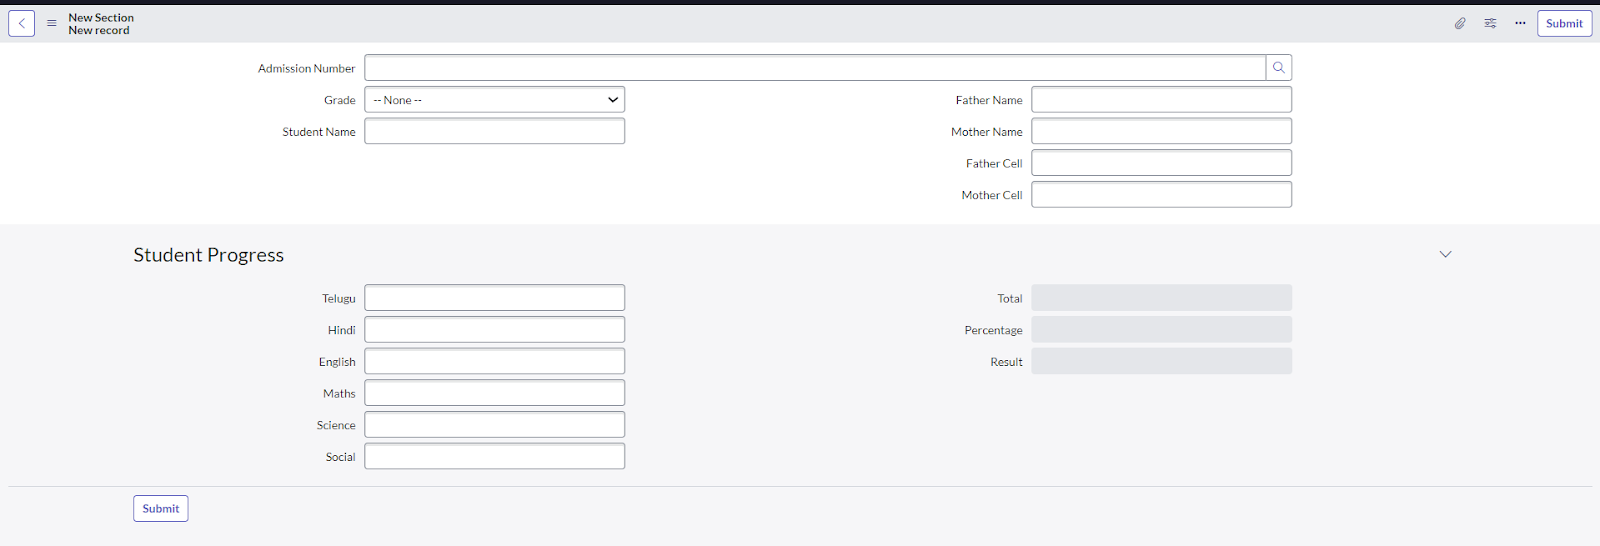 New Section
New record
Submit
Admission Number
Grade
-- None --
Father Name
Student Name
Mother Name
Father Cell
Mother Cell
Student Progress
Telugu
Total
Hindi
Percentage
English
Result
Maths
Science
Social
Submit